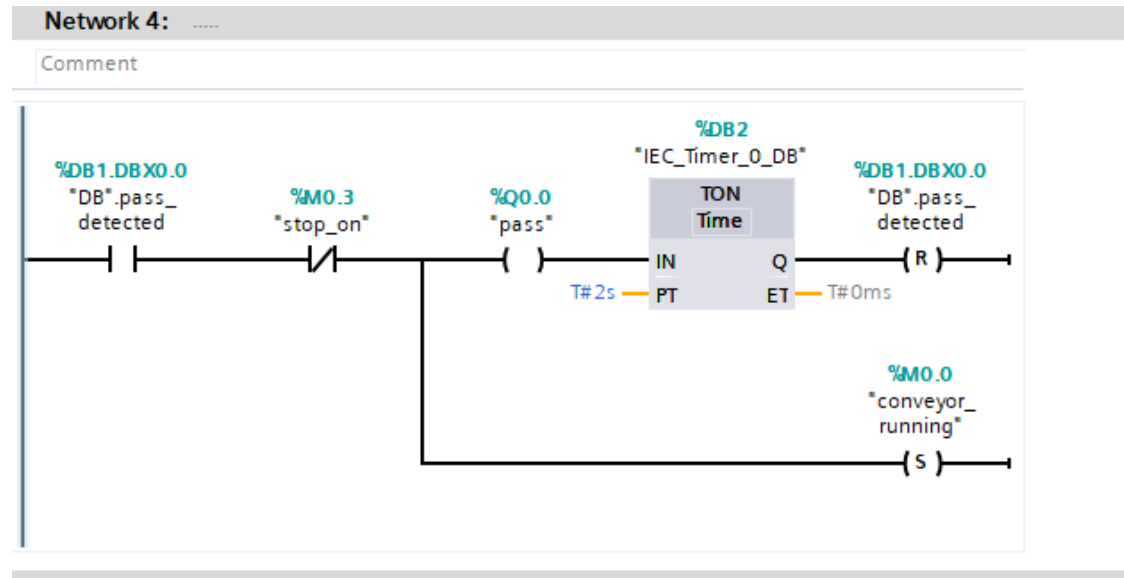 Network 4: .....
Comment
%DB1.DBX0.0
"DB".pass_
detected
%M0.3
"stop_on"
%Q0.0
"pass"
%DB2
"IEC_Timer_0_DB"
TON
Time
IN
Q
T#2s
PT
ET
T#0ms
%DB1.DBX0.0
"DB".pass_
detected
R
%M0.0
"conveyor_
running"
S